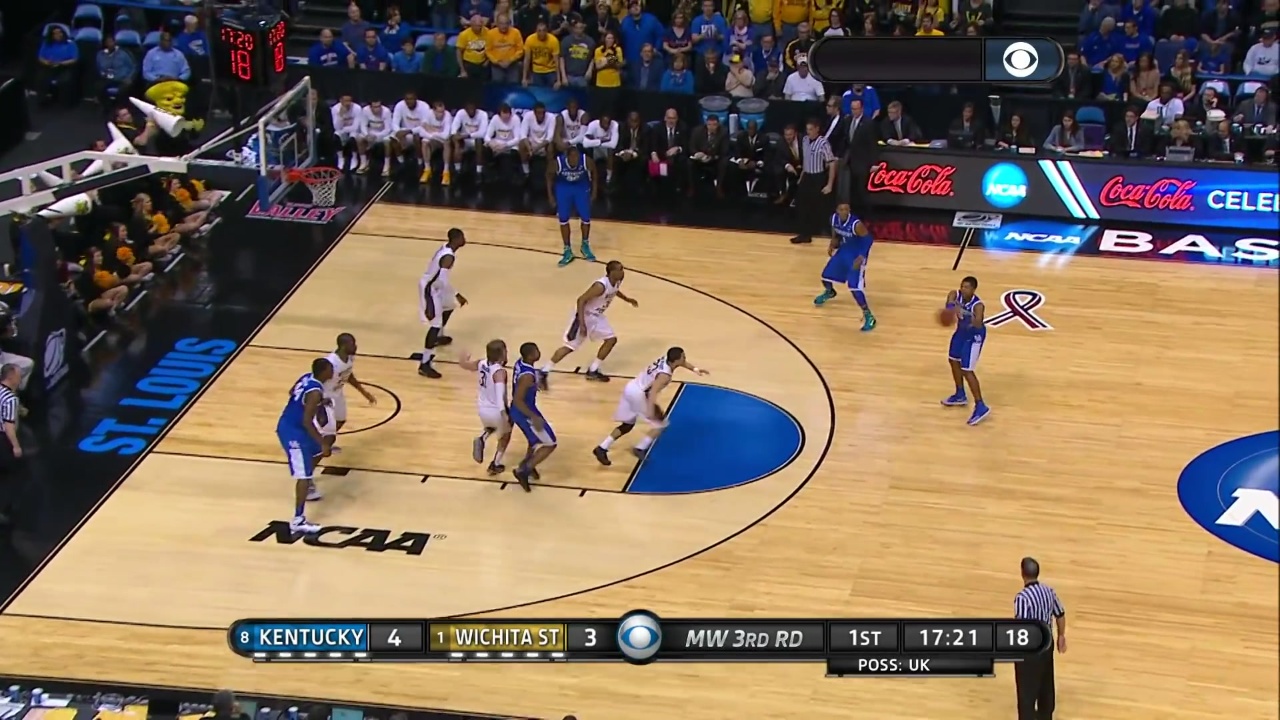 17:20
18
Coca-Cola
NCAA
Coca-Cola
CELE
NCAA
BAS
VALLEY
ST. LOUIS
NCAA
8 KENTUCKY 4 1 WICHITA ST 3 MW 3RD RD 1ST 17:21 18
POSS: UK